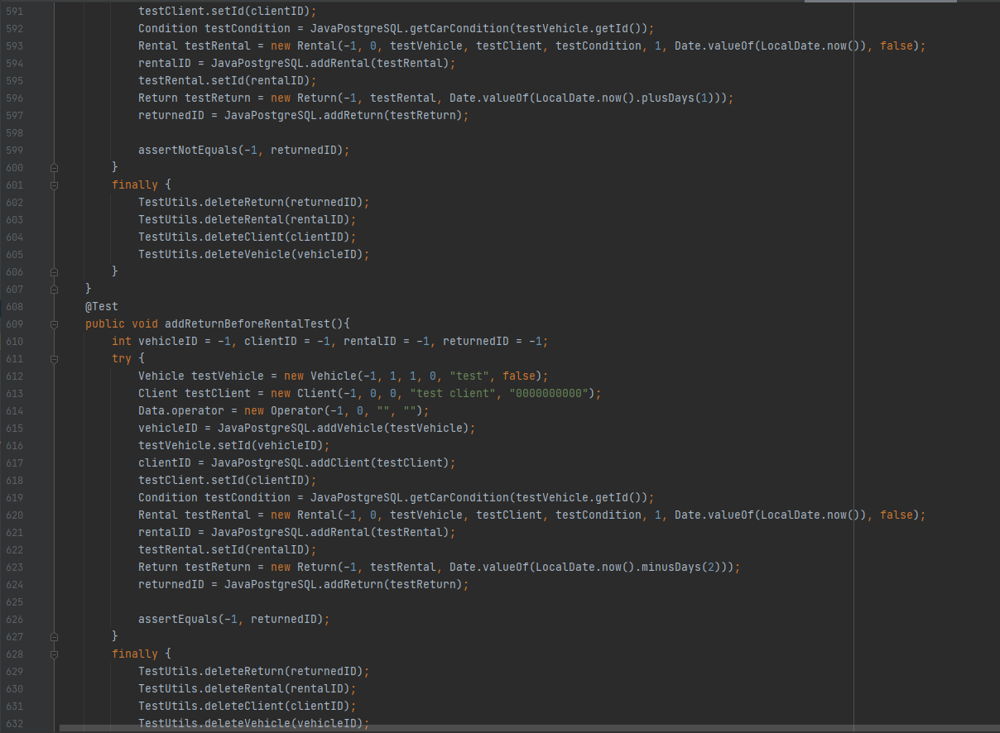 591 testClient.setId(clientID);
592 Condition testCondition = JavaPostgreSQL.getCarCondition(testVehicle.getId());
593 Rental testRental = new Rental(-1, 0, testVehicle, testClient, testCondition, 1, Date.valueOf(LocalDate.now()), false);
594 rentalID = JavaPostgreSQL.addRental(testRental);
595 testRental.setId(rentalID);
596 Return testReturn = new Return(-1, testRental, Date.valueOf(LocalDate.now().plusDays(1)));
597 returnedID = JavaPostgreSQL.addReturn(testReturn);
598
599 assertNotEquals(-1, returnedID);
600 }
601 finally {
602 TestUtils.deleteReturn(returnedID);
603 TestUtils.deleteRental(rentalID);
604 TestUtils.deleteClient(clientID);
605 TestUtils.deleteVehicle(vehicleID);
606 }
607 }
608 @Test
609 public void addReturnBeforeRentalTest(){
610 int vehicleID = -1, clientID = -1, rentalID = -1, returnedID = -1;
611 try {
612 Vehicle testVehicle = new Vehicle(-1, 1, 1, 0, "test", false);
613 Client testClient = new Client(-1, 0, 0, "test client", "0000000000");
614 Data.operator = new Operator(-1, 0, "", "");
615 vehicleID = JavaPostgreSQL.addVehicle(testVehicle);
616 testVehicle.setId(vehicleID);
617 clientID = JavaPostgreSQL.addClient(testClient);
618 testClient.setId(clientID);
619 Condition testCondition = JavaPostgreSQL.getCarCondition(testVehicle.getId());
620 Rental testRental = new Rental(-1, 0, testVehicle, testClient, testCondition, 1, Date.valueOf(LocalDate.now()), false);
621 rentalID = JavaPostgreSQL.addRental(testRental);
622 testRental.setId(rentalID);
623 Return testReturn = new Return(-1, testRental, Date.valueOf(LocalDate.now().minusDays(2)));
624 returnedID = JavaPostgreSQL.addReturn(testReturn);
625
626 assertEquals(-1, returnedID);
627 }
628 finally {
629 TestUtils.deleteReturn(returnedID);
630 TestUtils.deleteRental(rentalID);
631 TestUtils.deleteClient(clientID);
632 TestUtils.deleteVehicle(vehicleID);